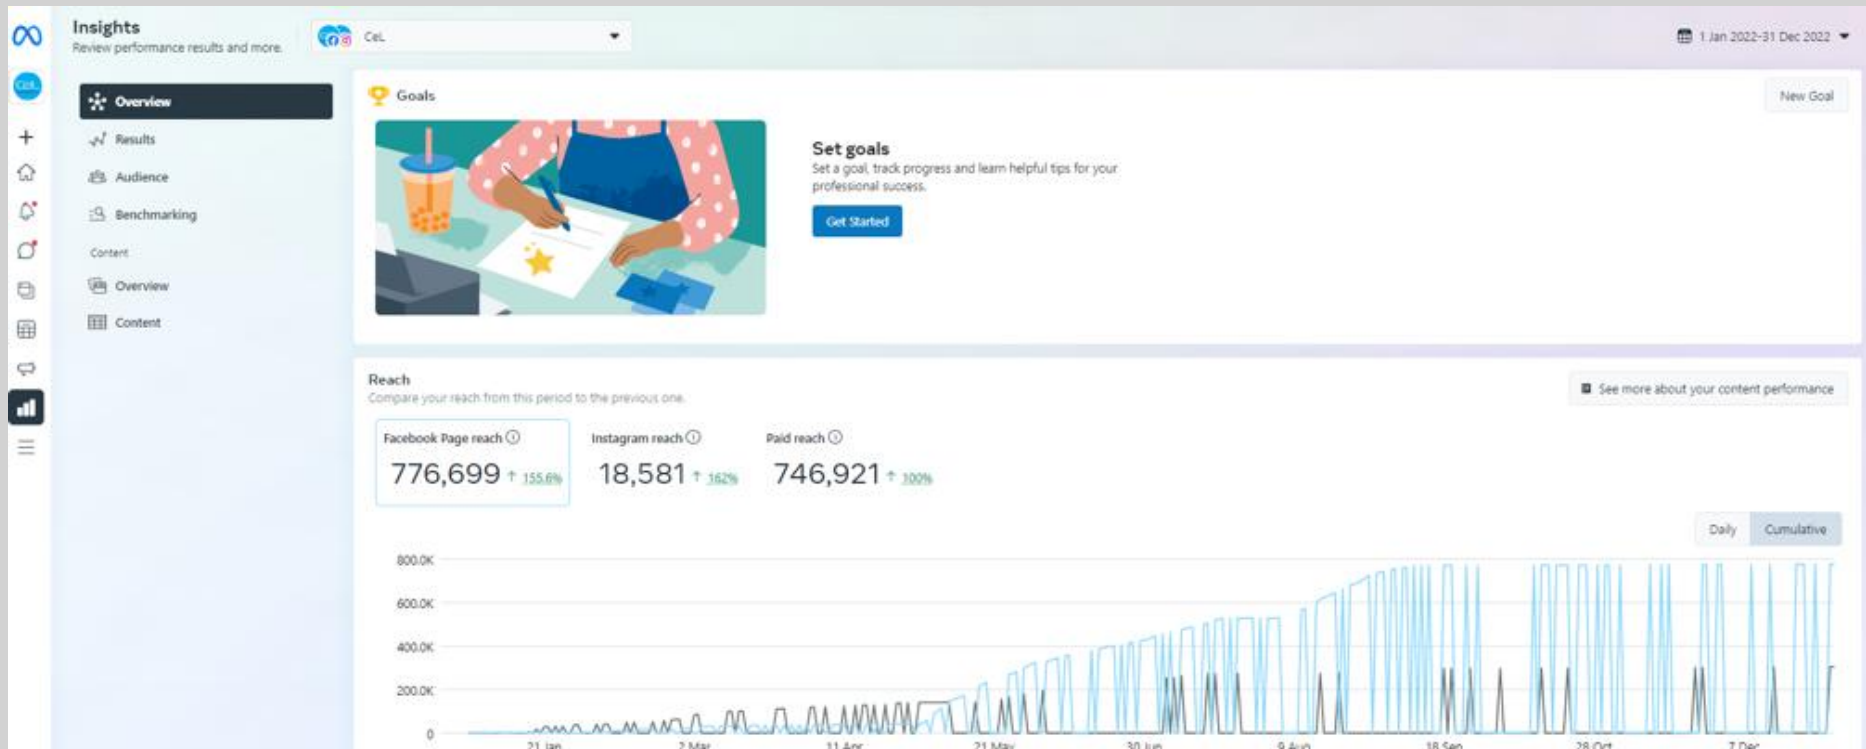 Insights
Review performance results and more.
CeL
1 Jan 2022-31 Dec 2022
CeL
Overview
Results
Audience
Benchmarking
Content
Overview
Content
Goals
New Goal
Set goals
Set a goal, track progress and learn helpful tips for your
professional success.
Get Started
Reach
Compare your reach from this period to the previous one.
See more about your content performance
Facebook Page reach
776,699 ↑ 155.6%
Instagram reach
18,581 ↑ 162%
Paid reach
746,921 ↑ 100%
Daily
Cumulative
800.0K
600.0K
400.0K
200.0K
0
21 Jan
2 Mar
11 Apr
21 May
30 Jun
9 Aug
18 Sep
28 Oct
7 Dec